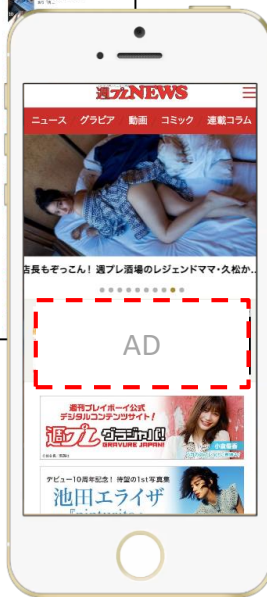 週プレNEWS
ニュース グラビア 動画 コミック 連載コラム
店長もぞっこん! 週プレ酒場のレジェンドママ・久松か..
AD
週刊プレイボーイ公式
デジタルコンテンツサイト!
週プレ グラジャパ!
GRAVURE JAPAN!
デビュー10周年記念! 待望の1st写真集
池田エライザ